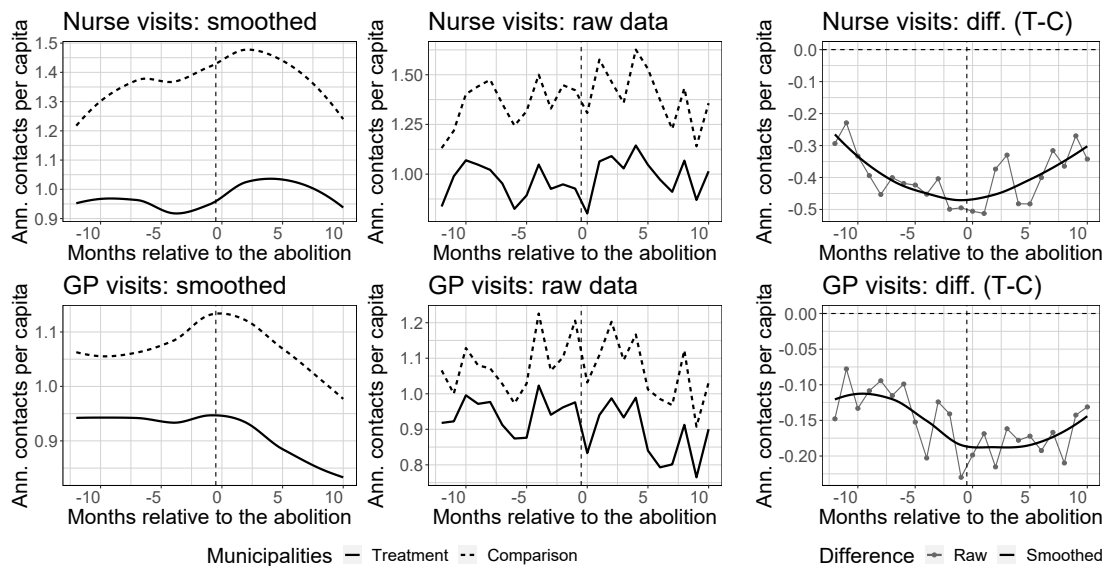 Nurse visits: smoothed
Ann. contacts per capita
1.5
1.4
1.3
1.2
1.1
1.0
0.9
-10 -5 0 5 10
Months relative to the abolition
Nurse visits: raw data
Ann. contacts per capita
1.50
1.25
1.00
-10 -5 0 5 10
Months relative to the abolition
Nurse visits: diff. (T-C)
Ann. contacts per capita
0.0
-0.1
-0.2
-0.3
-0.4
-0.5
-10 -5 0 5 10
Months relative to the abolition
GP visits: smoothed
Ann. contacts per capita
1.1
1.0
0.9
-10 -5 0 5 10
Months relative to the abolition
GP visits: raw data
Ann. contacts per capita
1.2
1.1
1.0
0.9
0.8
-10 -5 0 5 10
Months relative to the abolition
GP visits: diff. (T-C)
Ann. contacts per capita
0.00
-0.05
-0.10
-0.15
-0.20
-10 -5 0 5 10
Months relative to the abolition
Municipalities Treatment Comparison
Difference Raw Smoothed